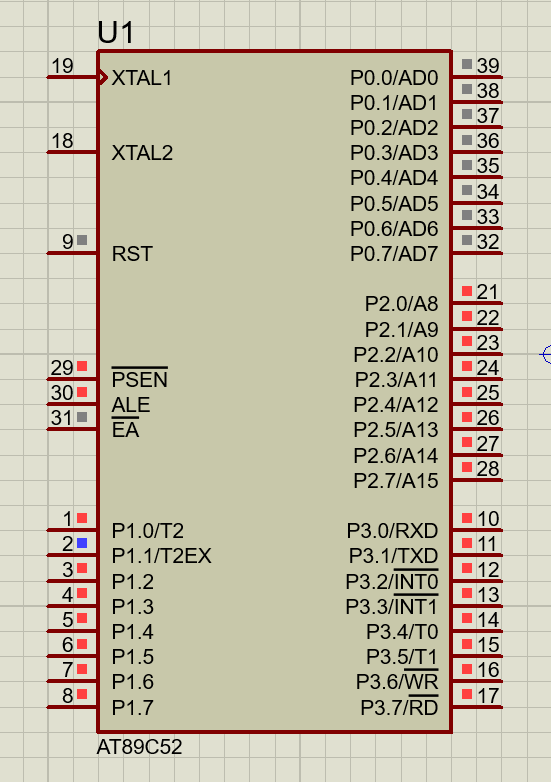 U1
19 XTAL1 P0.0/AD0 39
P0.1/AD1 38
P0.2/AD2 37
18 XTAL2 P0.3/AD3 36
P0.4/AD4 35
P0.5/AD5 34
P0.6/AD6 33
9 RST P0.7/AD7 32
P2.0/A8 21
P2.1/A9 22
P2.2/A10 23
29 PSEN P2.3/A11 24
30 ALE P2.4/A12 25
31 EA P2.5/A13 26
P2.6/A14 27
P2.7/A15 28
1 P1.0/T2 P3.0/RXD 10
2 P1.1/T2EX P3.1/TXD 11
3 P1.2 P3.2/INT0 12
4 P1.3 P3.3/INT1 13
5 P1.4 P3.4/T0 14
6 P1.5 P3.5/T1 15
7 P1.6 P3.6/WR 16
8 P1.7 P3.7/RD 17
AT89C52